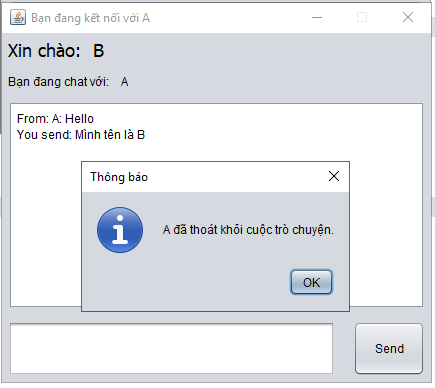 Bạn đang kết nối với A
Xin chào: B
Bạn đang chat với: A
From: A: Hello
You send: Mình tên là B
Thông báo
A đã thoát khỏi cuộc trò chuyện.
OK
Send